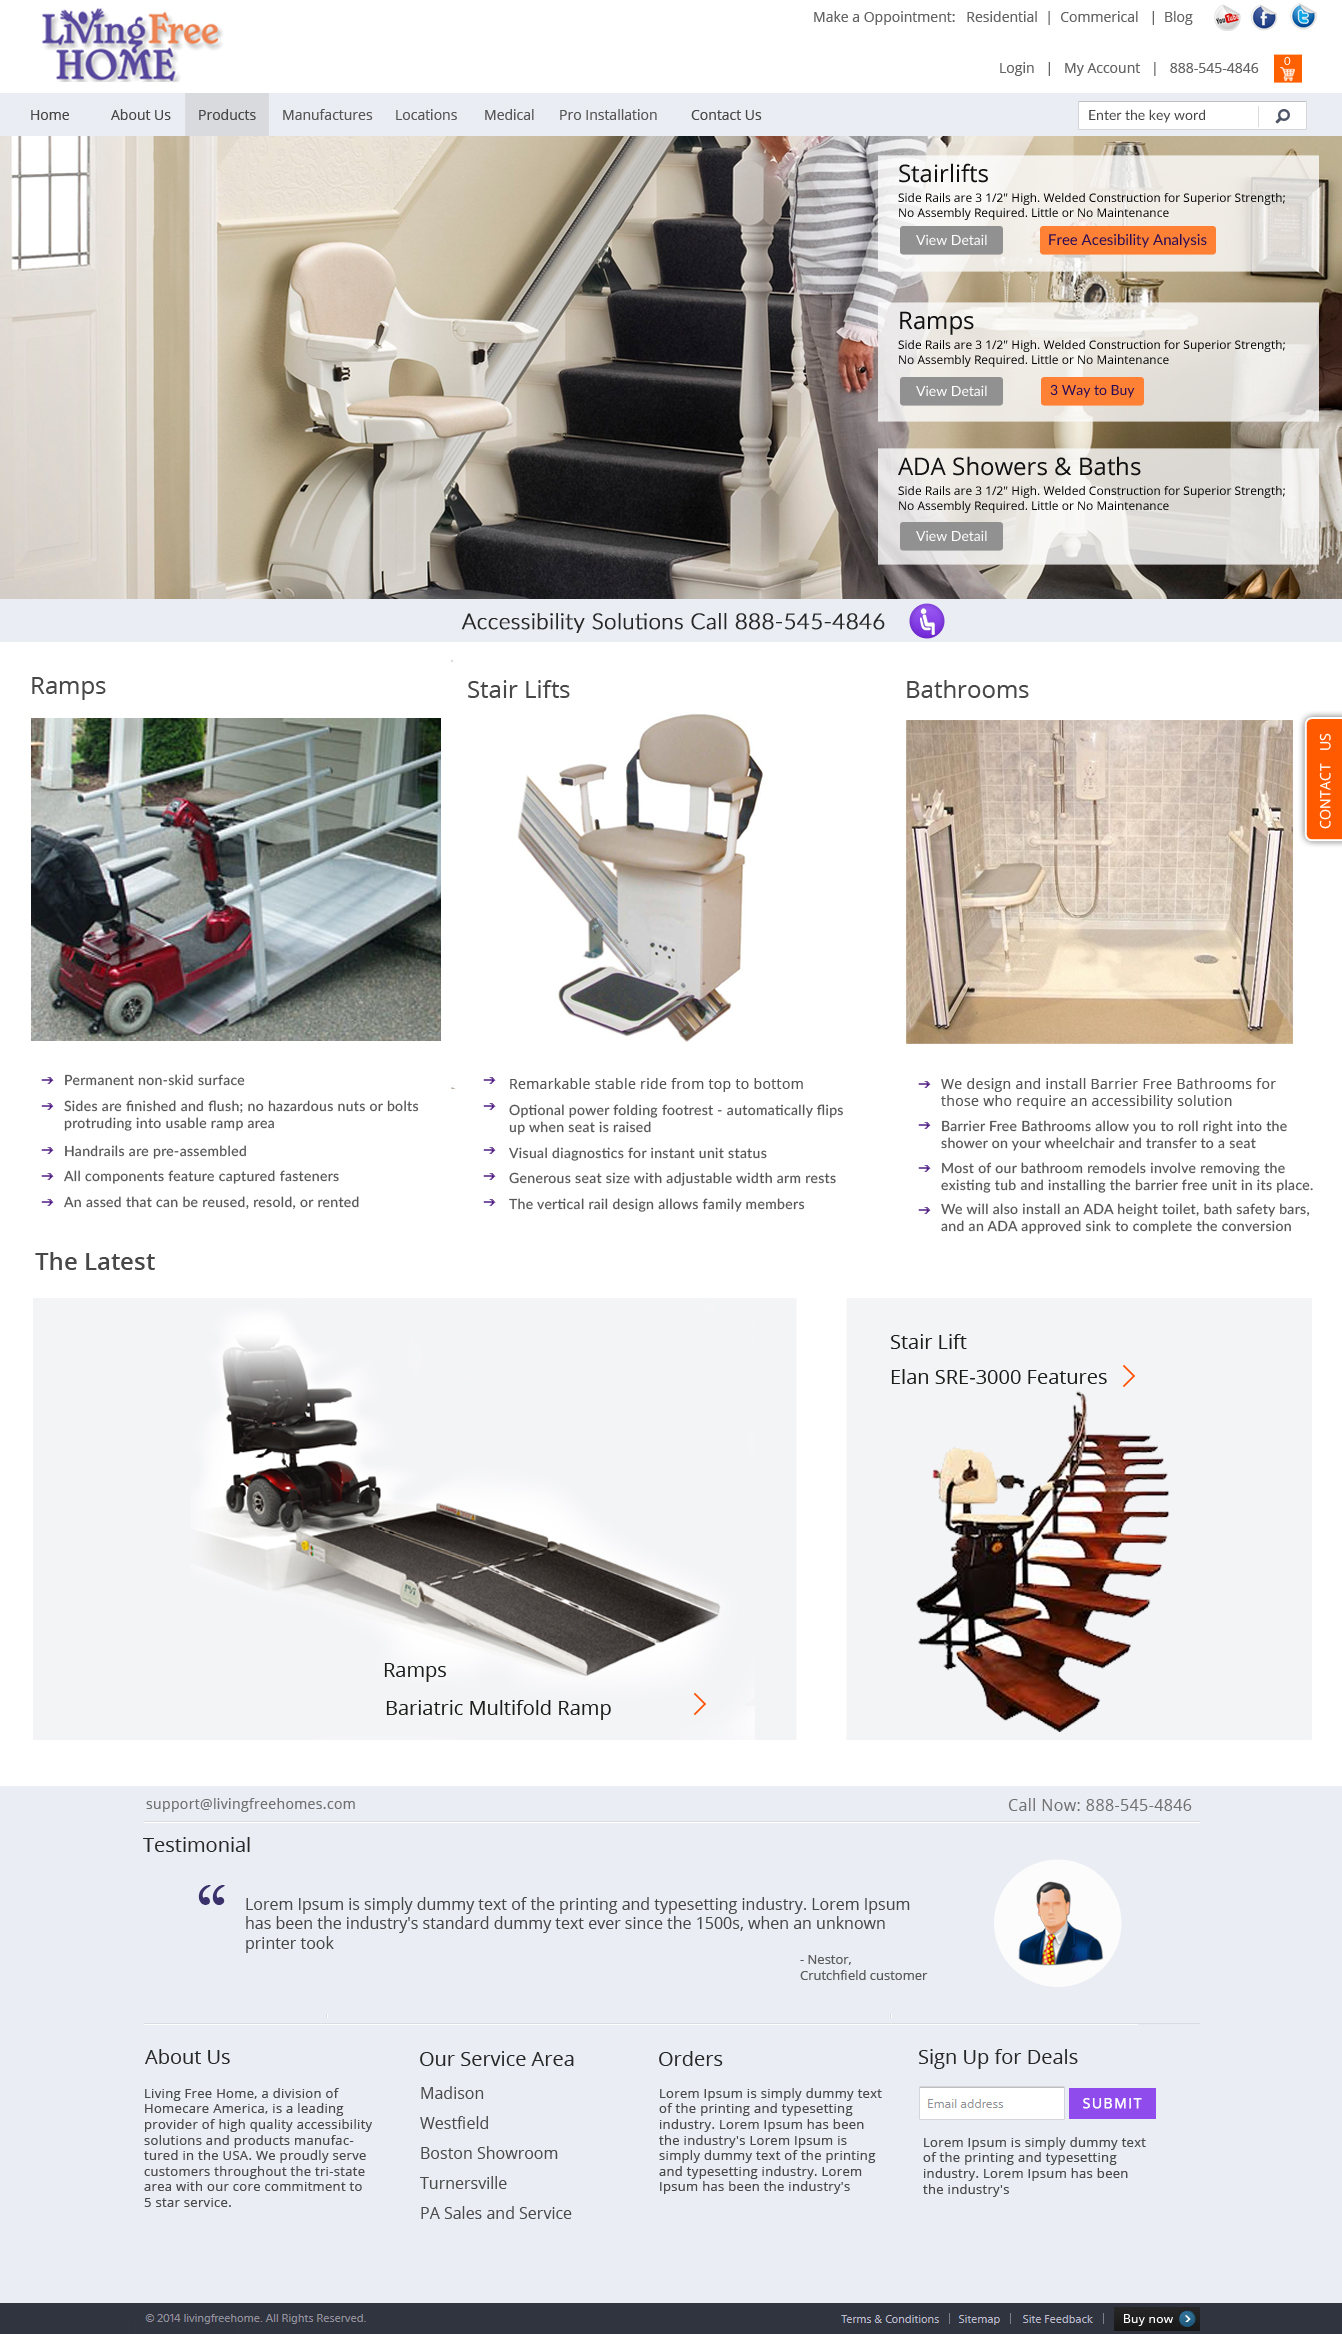 LiVing Free
HOME
Make a Oppointment: Residential | Commerical | Blog
You Tube
Login | My Account | 888-545-4846
0
Home About Us Products Manufactures Locations Medical Pro Installation Contact Us
Enter the key word
Stairlifts
Side Rails are 3 1/2" High. Welded Construction for Superior Strength;
No Assembly Required. Little or No Maintenance
View Detail Free Acesibility Analysis
Ramps
Side Rails are 3 1/2" High. Welded Construction for Superior Strength;
No Assembly Required. Little or No Maintenance
View Detail 3 Way to Buy
ADA Showers & Baths
Side Rails are 3 1/2" High. Welded Construction for Superior Strength;
No Assembly Required. Little or No Maintenance
View Detail
Accessibility Solutions Call 888-545-4846
Ramps
Permanent non-skid surface
Sides are finished and flush; no hazardous nuts or bolts
protruding into usable ramp area
Handrails are pre-assembled
All components feature captured fasteners
An assed that can be reused, resold, or rented
Stair Lifts
Remarkable stable ride from top to bottom
Optional power folding footrest - automatically flips
up when seat is raised
Visual diagnostics for instant unit status
Generous seat size with adjustable width arm rests
The vertical rail design allows family members
Bathrooms
We design and install Barrier Free Bathrooms for
those who require an accessibility solution
Barrier Free Bathrooms allow you to roll right into the
shower on your wheelchair and transfer to a seat
Most of our bathroom remodels involve removing the
existing tub and installing the barrier free unit in its place.
We will also install an ADA height toilet, bath safety bars,
and an ADA approved sink to complete the conversion
CONTACT US
The Latest
Ramps
Bariatric Multifold Ramp
Stair Lift
Elan SRE-3000 Features
support@livingfreehomes.com
Call Now: 888-545-4846
Testimonial
“ Lorem Ipsum is simply dummy text of the printing and typesetting industry. Lorem Ipsum
has been the industry's standard dummy text ever since the 1500s, when an unknown
printer took
- Nestor,
Crutchfield customer
About Us
Living Free Home, a division of
Homecare America, is a leading
provider of high quality accessibility
solutions and products manufac-
tured in the USA. We proudly serve
customers throughout the tri-state
area with our core commitment to
5 star service.
Our Service Area
Madison
Westfield
Boston Showroom
Turnersville
PA Sales and Service
Orders
Lorem Ipsum is simply dummy text
of the printing and typesetting
industry. Lorem Ipsum has been
the industry's Lorem Ipsum is
simply dummy text of the printing
and typesetting industry. Lorem
Ipsum has been the industry's
Sign Up for Deals
Email address SUBMIT
Lorem Ipsum is simply dummy text
of the printing and typesetting
industry. Lorem Ipsum has been
the industry's
© 2014 livingfreehome. All Rights Reserved.
Terms & Conditions | Sitemap | Site Feedback | Buy now